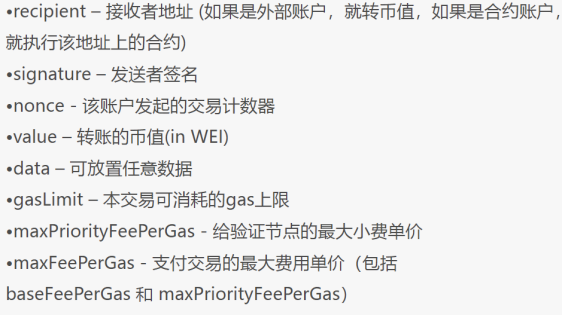 •recipient – 接收者地址 (如果是外部账户，就转币值，如果是合约账户，
就执行该地址上的合约)
•signature – 发送者签名
•nonce - 该账户发起的交易计数器
•value – 转账的币值(in WEI)
•data – 可放置任意数据
•gasLimit – 本交易可消耗的gas上限
•maxPriorityFeePerGas - 给验证节点的最大小费单价
•maxFeePerGas - 支付交易的最大费用单价（包括
baseFeePerGas 和 maxPriorityFeePerGas）